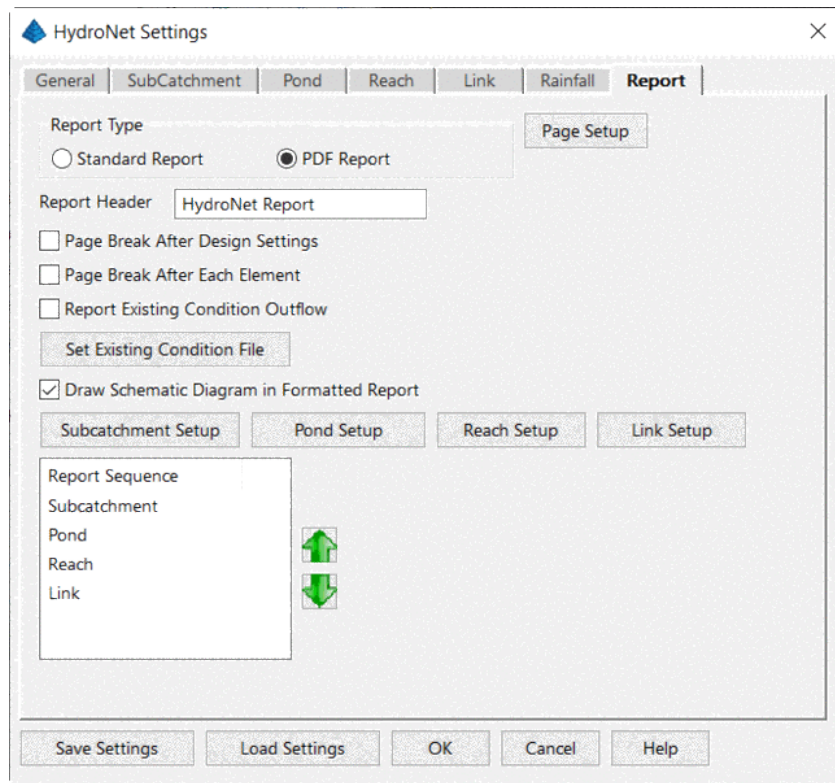 HydroNet Settings
General SubCatchment Pond Reach Link Rainfall Report
Report Type
Page Setup
Standard Report PDF Report
Report Header HydroNet Report
Page Break After Design Settings
Page Break After Each Element
Report Existing Condition Outflow
Set Existing Condition File
Draw Schematic Diagram in Formatted Report
Subcatchment Setup Pond Setup Reach Setup Link Setup
Report Sequence
Subcatchment
Pond
Reach
Link
Save Settings Load Settings OK Cancel Help